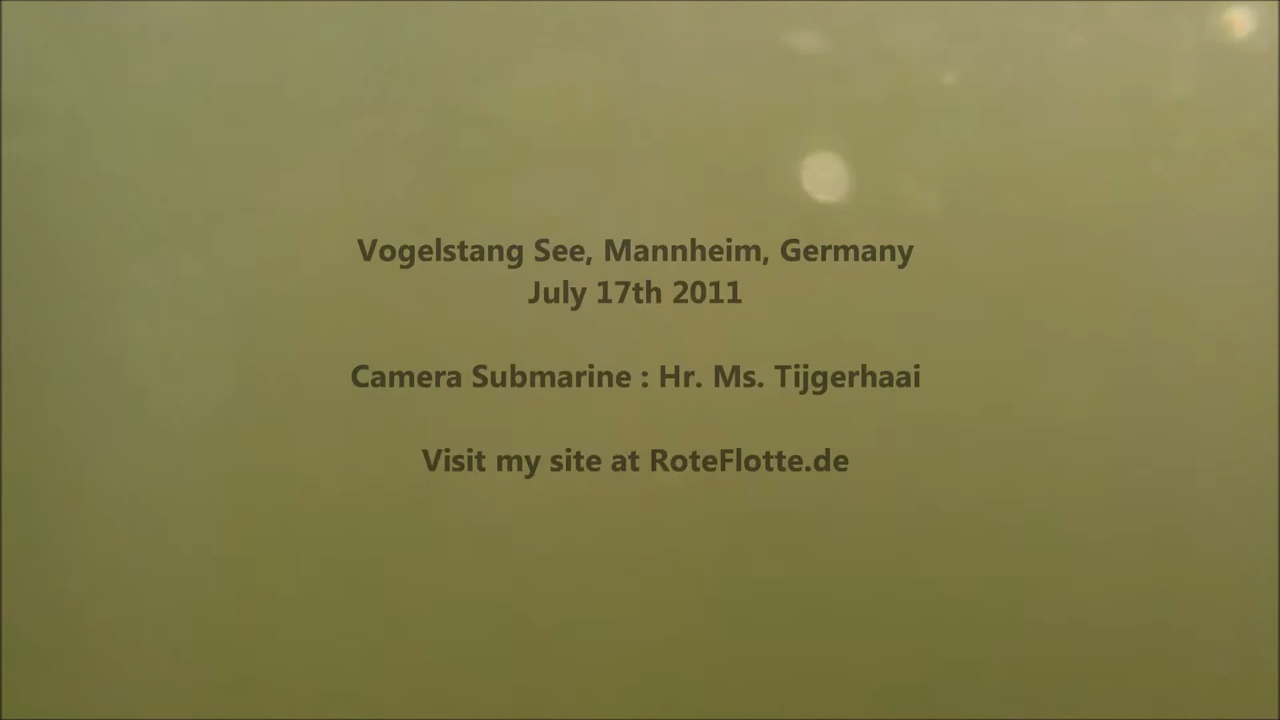 Vogelstang See, Mannheim, Germany
July 17th 2011
Camera Submarine : Hr. Ms. Tijgerhaai
Visit my site at RoteFlotte.de